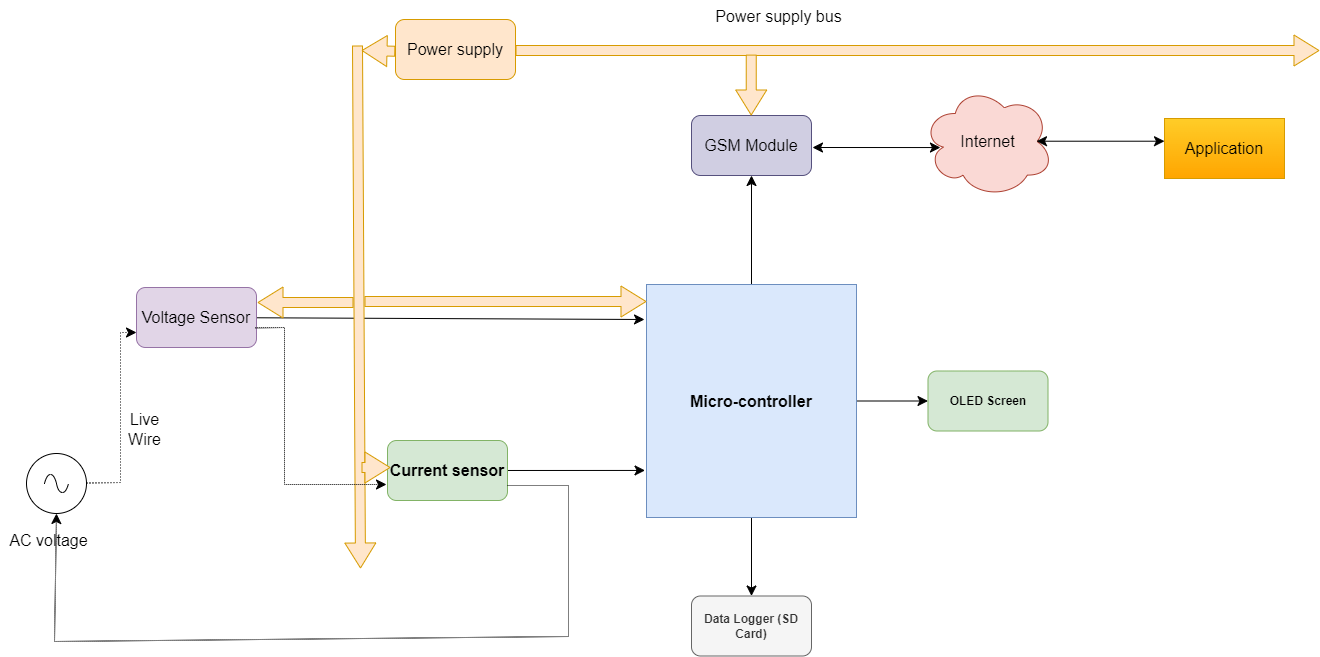 Power supply bus
Power supply
GSM Module
Internet
Application
Voltage Sensor
Live
Wire
Micro-controller
OLED Screen
Current sensor
AC voltage
Data Logger (SD
Card)